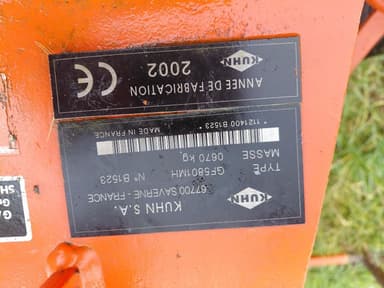 KUHN
KUHN S.A.
67700 SAVERNE - FRANCE
TYPE GF5801MH N° B1523
MASSE 0670 kg
* 1121400 B1523 * MADE IN FRANCE
KUHN
ANNÉE DE FABRICATION
2002
CE